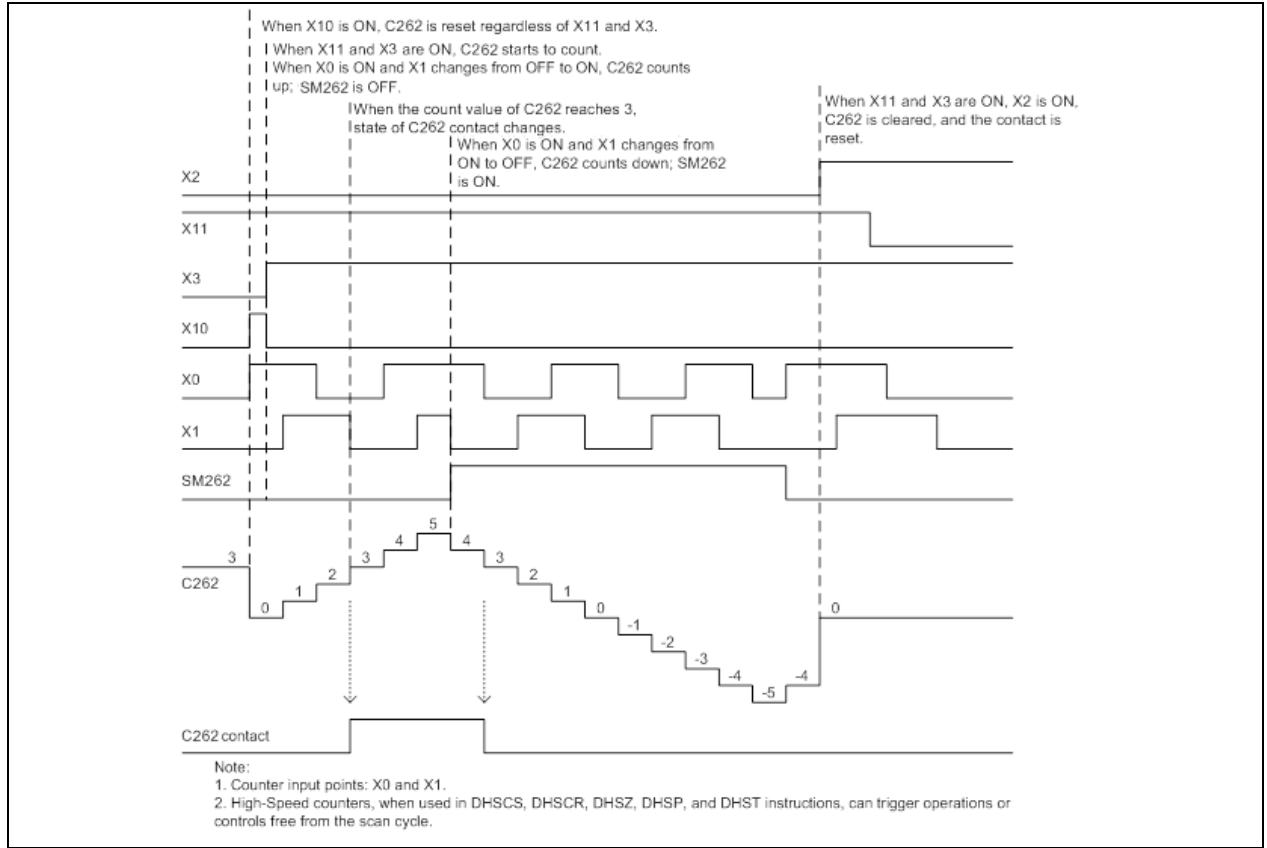 When X10 is ON, C262 is reset regardless of X11 and X3.
When X11 and X3 are ON, C262 starts to count.
When X0 is ON and X1 changes from OFF to ON, C262 counts
up; SM262 is OFF.
When the count value of C262 reaches 3,
state of C262 contact changes.
When X0 is ON and X1 changes from
ON to OFF, C262 counts down; SM262
is ON.
When X11 and X3 are ON, X2 is ON,
C262 is cleared, and the contact is
reset.
X2
X11
X3
X10
X0
X1
SM262
C262
3
0
1
2
3
4
5
4
3
2
1
0
-1
-2
-3
-4
-5
-4
0
C262 contact
Note:
1. Counter input points: X0 and X1.
2. High-Speed counters, when used in DHSCS, DHSCR, DHSZ, DHSP, and DHST instructions, can trigger operations or
controls free from the scan cycle.